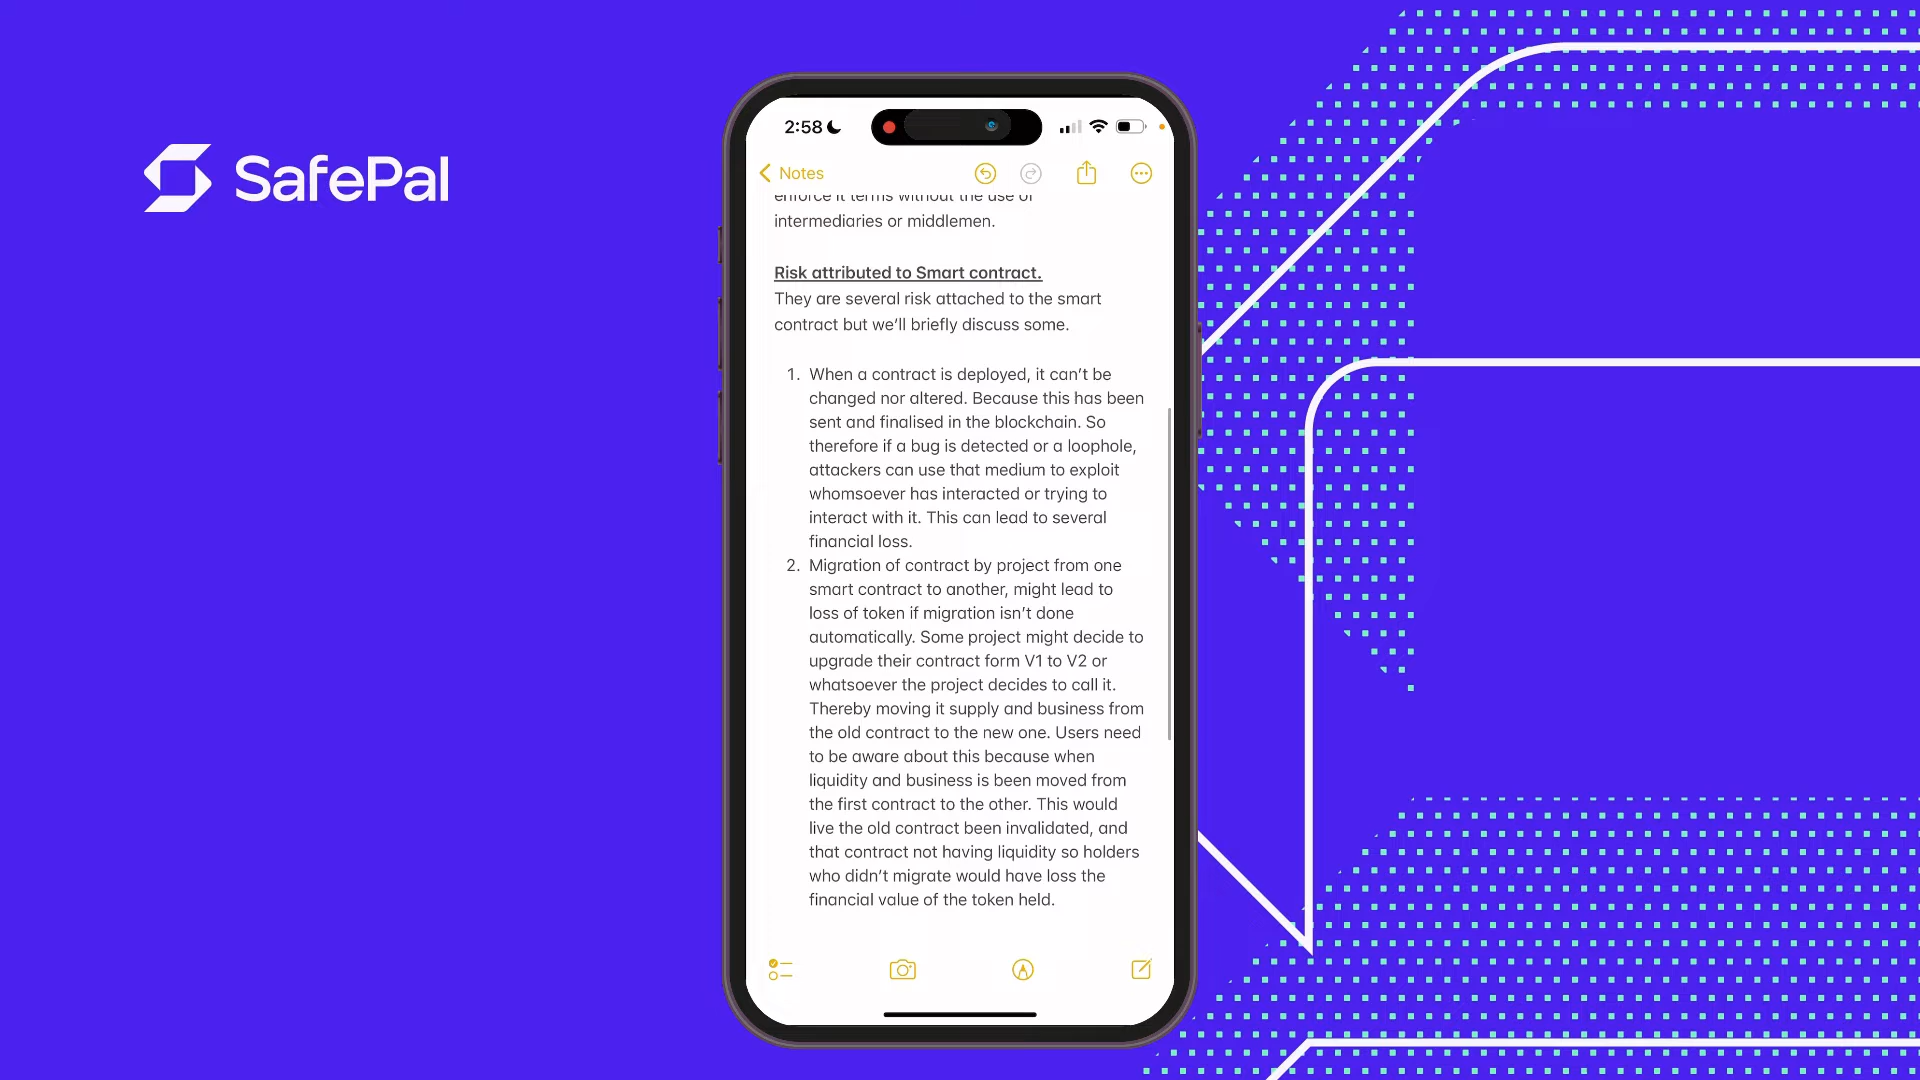 SafePal
2:58
Notes
enforce it terms without the use of
intermediaries or middlemen.
Risk attributed to Smart contract.
They are several risk attached to the smart
contract but we'll briefly discuss some.
1. When a contract is deployed, it can't be
changed nor altered. Because this has been
sent and finalised in the blockchain. So
therefore if a bug is detected or a loophole,
attackers can use that medium to exploit
whomsoever has interacted or trying to
interact with it. This can lead to several
financial loss.
2. Migration of contract by project from one
smart contract to another, might lead to
loss of token if migration isn't done
automatically. Some project might decide to
upgrade their contract form V1 to V2 or
whatsoever the project decides to call it.
Thereby moving it supply and business from
the old contract to the new one. Users need
to be aware about this because when
liquidity and business is been moved from
the first contract to the other. This would
live the old contract been invalidated, and
that contract not having liquidity so holders
who didn't migrate would have loss the
financial value of the token held.